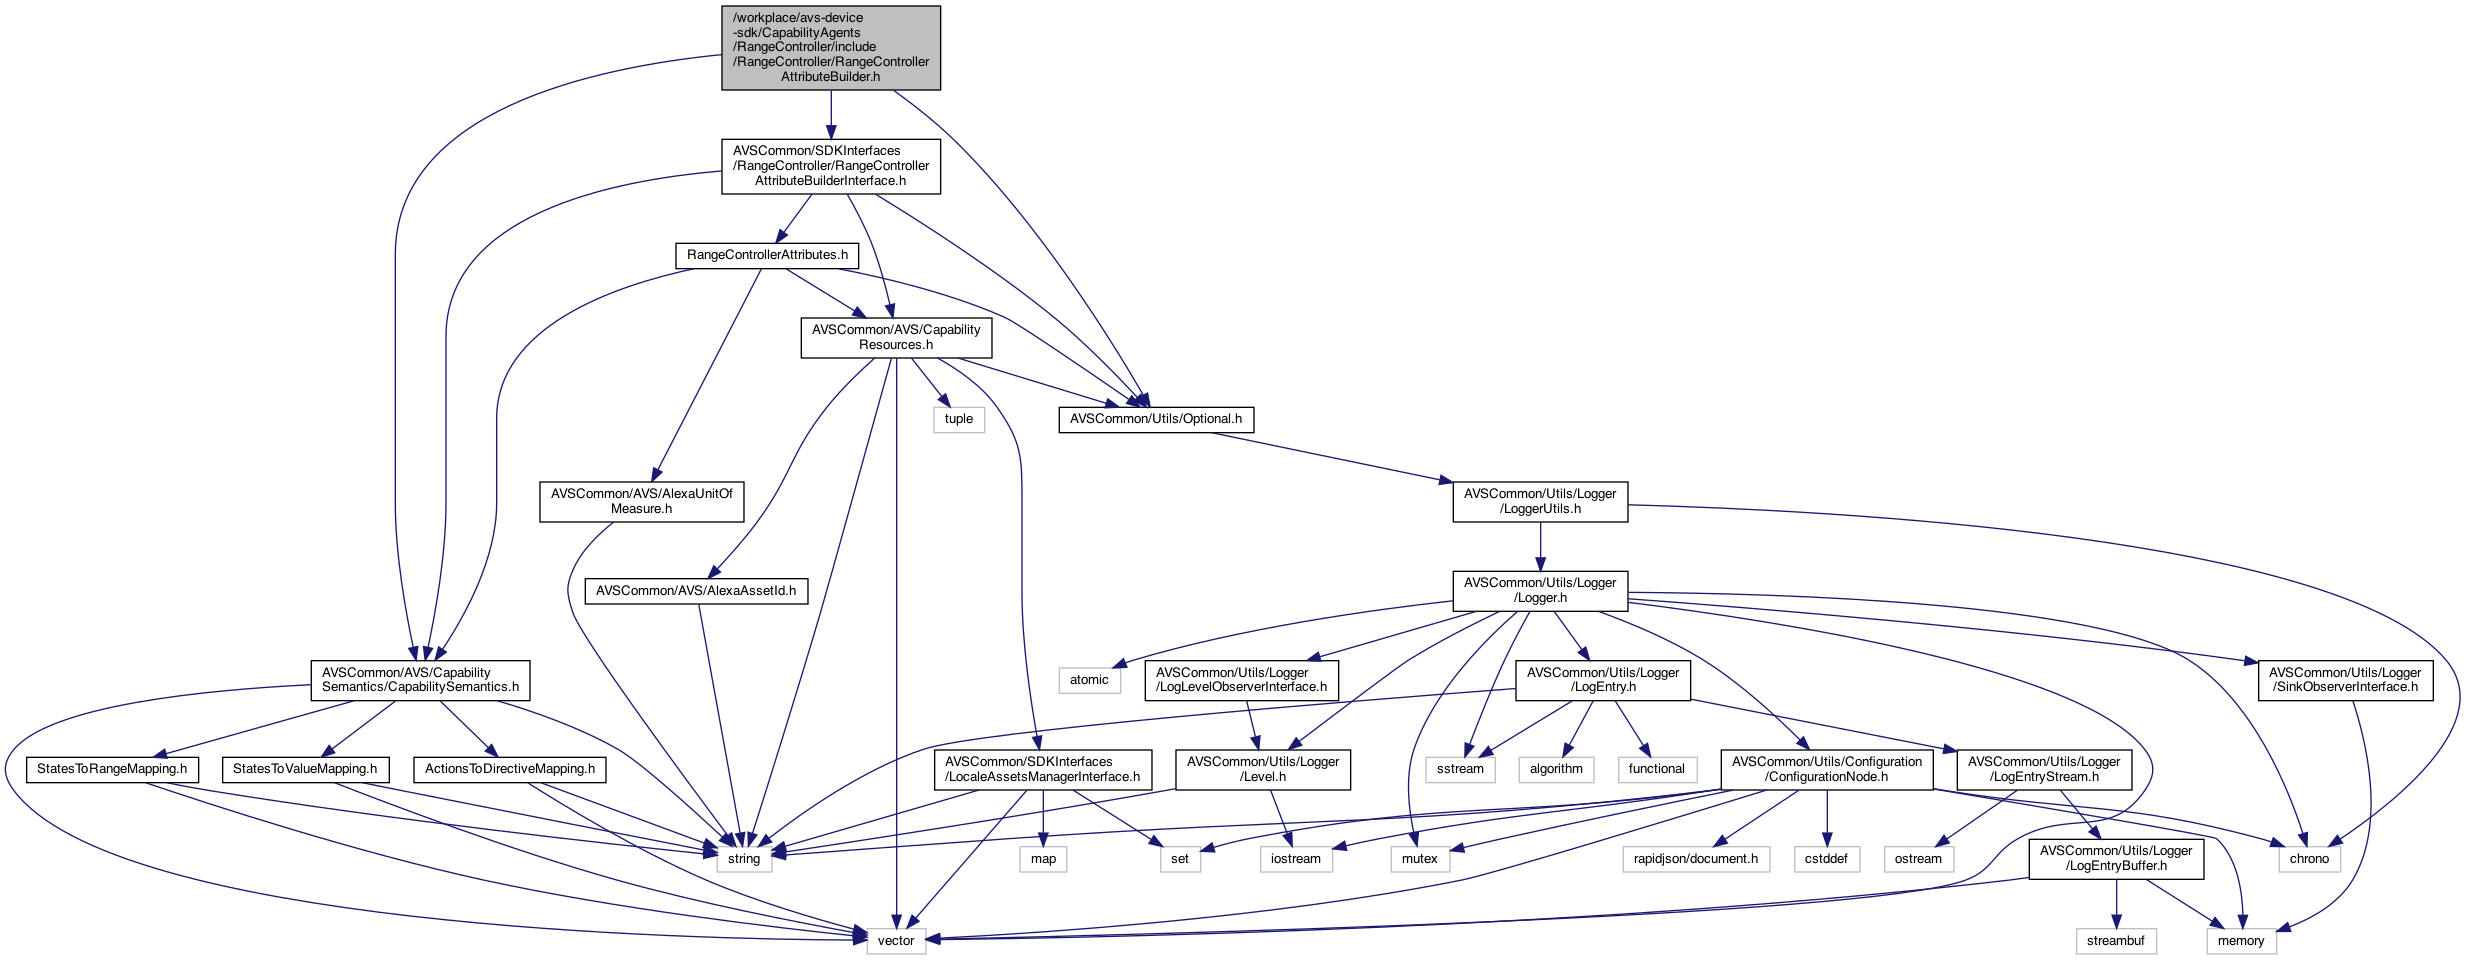 /workplace/avs-device
-sdk/CapabilityAgents
/RangeController/include
/RangeController/RangeController
AttributeBuilder.h
AVSCommon/SDKInterfaces
/RangeController/RangeController
AttributeBuilderInterface.h
RangeControllerAttributes.h
AVSCommon/AVS/Capability
Resources.h
tuple
AVSCommon/Utils/Optional.h
AVSCommon/AVS/AlexaUnitOf
Measure.h
AVSCommon/Utils/Logger
/LoggerUtils.h
AVSCommon/AVS/AlexaAssetId.h
AVSCommon/Utils/Logger
/Logger.h
AVSCommon/AVS/Capability
Semantics/CapabilitySemantics.h
atomic
AVSCommon/Utils/Logger
/LogLevelObserverInterface.h
AVSCommon/Utils/Logger
/LogEntry.h
AVSCommon/Utils/Logger
/SinkObserverInterface.h
StatesToRangeMapping.h
StatesToValueMapping.h
ActionsToDirectiveMapping.h
AVSCommon/SDKInterfaces
/LocaleAssetsManagerInterface.h
AVSCommon/Utils/Logger
/Level.h
sstream
algorithm
functional
AVSCommon/Utils/Configuration
/ConfigurationNode.h
AVSCommon/Utils/Logger
/LogEntryStream.h
string
map
set
iostream
mutex
rapidjson/document.h
cstddef
ostream
AVSCommon/Utils/Logger
/LogEntryBuffer.h
chrono
vector
streambuf
memory